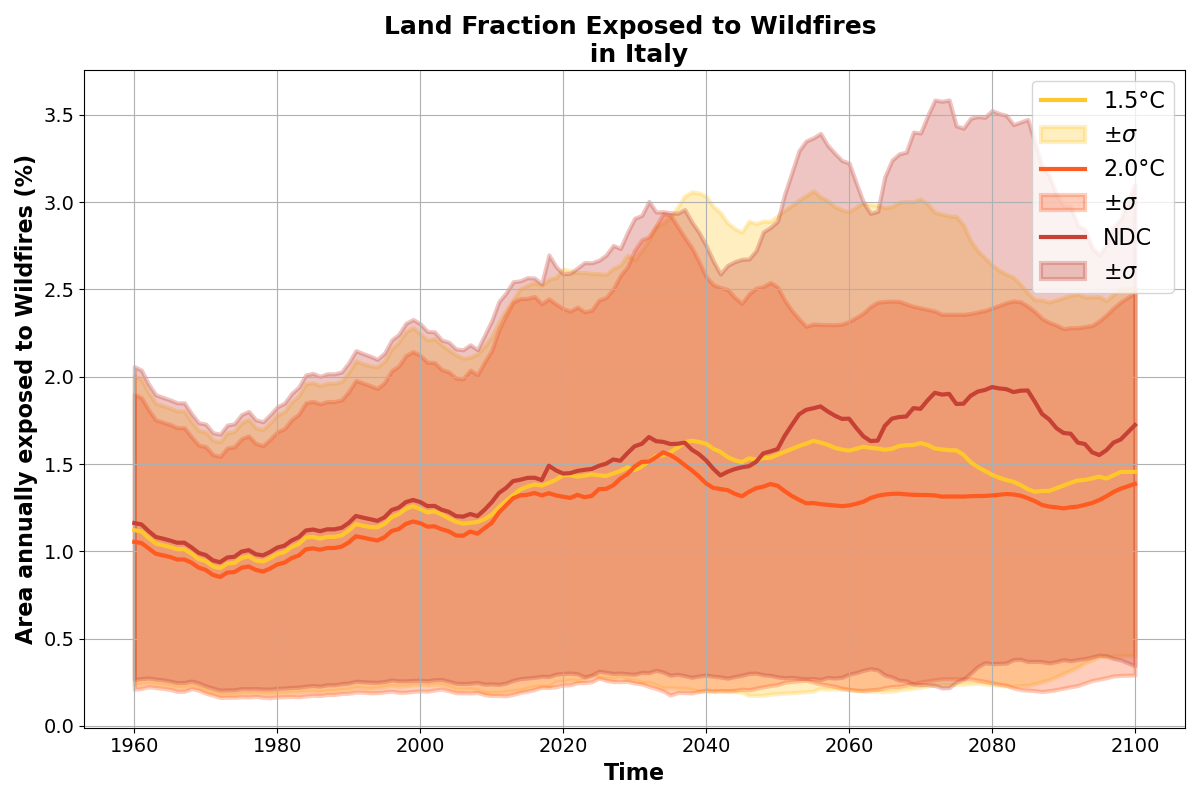 Land Fraction Exposed to Wildfires
in Italy
Area annually exposed to Wildfires (%)
3.5
3.0
2.5
2.0
1.5
1.0
0.5
0.0
1.5°C
±σ
2.0°C
±σ
NDC
±σ
1960 1980 2000 2020 2040 2060 2080 2100
Time